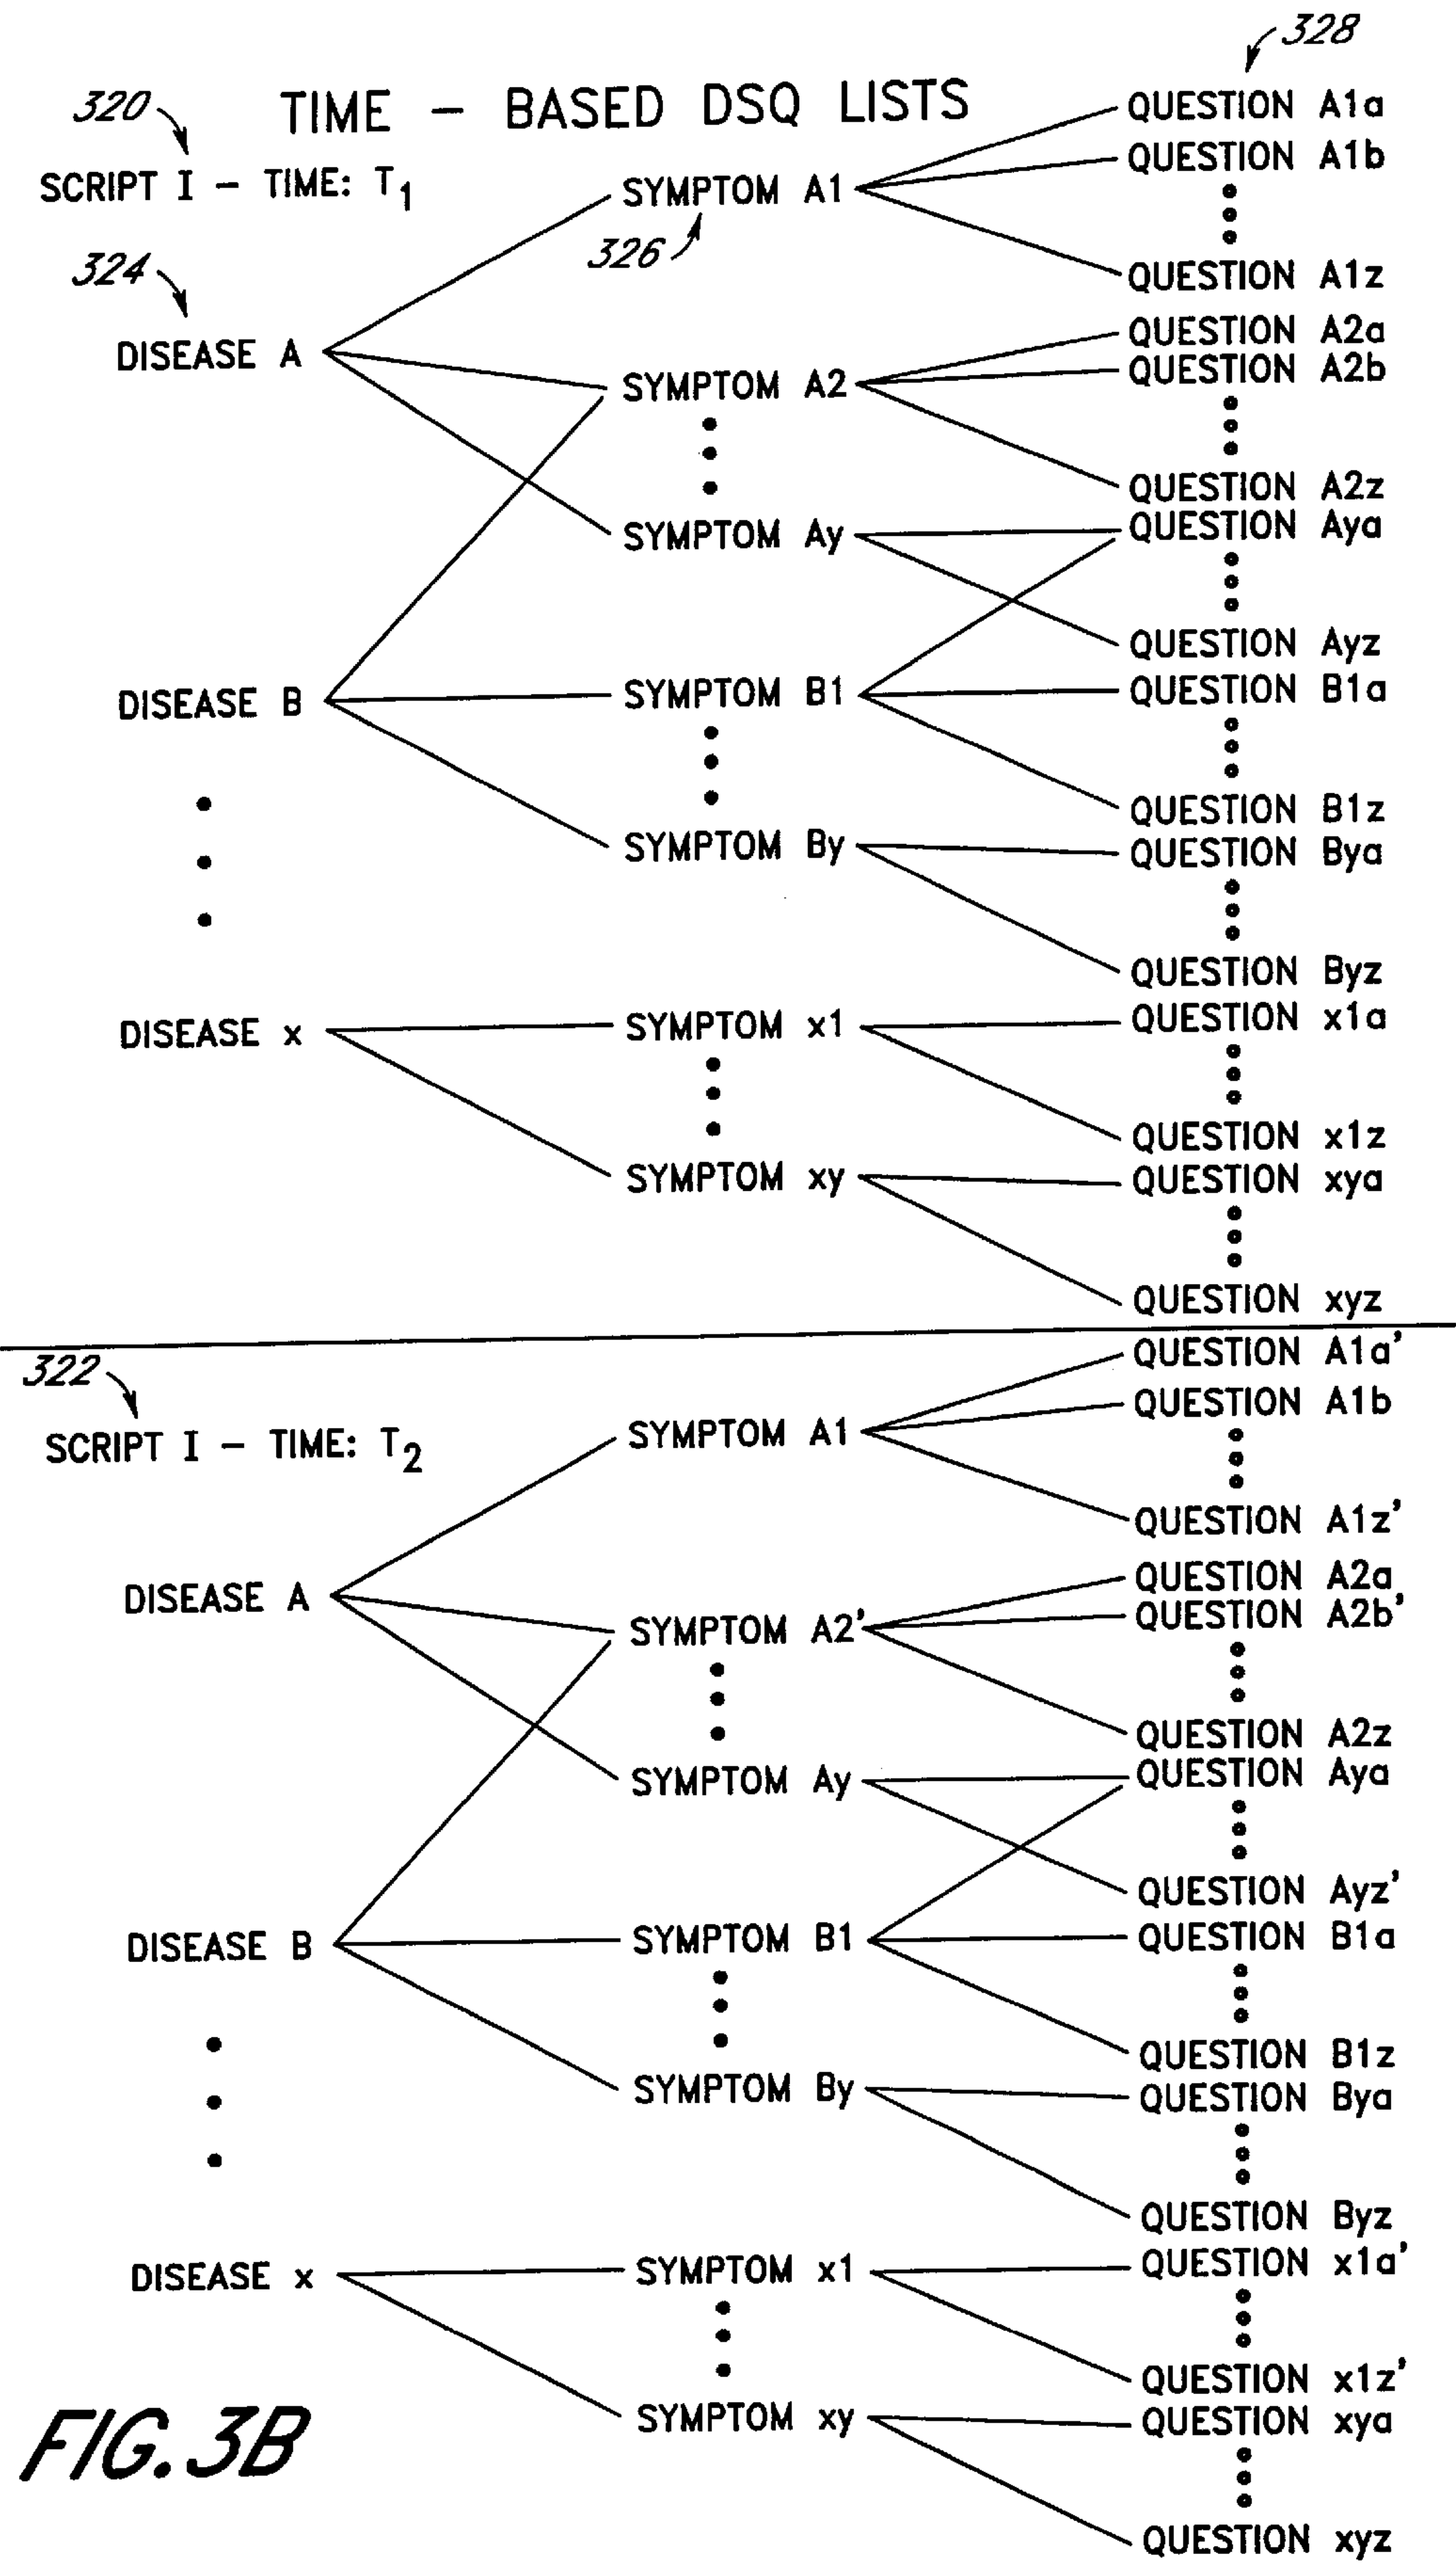 328
TIME – BASED DSQ LISTS
320
SCRIPT I – TIME: T1
324
326
DISEASE A
SYMPTOM A1
QUESTION A1a
QUESTION A1b
QUESTION A1z
SYMPTOM A2
QUESTION A2a
QUESTION A2b
QUESTION A2z
SYMPTOM Ay
QUESTION Aya
QUESTION Ayz
DISEASE B
SYMPTOM B1
QUESTION B1a
QUESTION B1z
SYMPTOM By
QUESTION Bya
QUESTION Byz
DISEASE x
SYMPTOM x1
QUESTION x1a
QUESTION x1z
SYMPTOM xy
QUESTION xya
QUESTION xyz
322
SCRIPT I – TIME: T2
DISEASE A
SYMPTOM A1
QUESTION A1a'
QUESTION A1b
QUESTION A1z'
SYMPTOM A2'
QUESTION A2a
QUESTION A2b'
QUESTION A2z
SYMPTOM Ay
QUESTION Aya
QUESTION Ayz'
DISEASE B
SYMPTOM B1
QUESTION B1a
QUESTION B1z
SYMPTOM By
QUESTION Bya
QUESTION Byz
DISEASE x
SYMPTOM x1
QUESTION x1a'
QUESTION x1z'
SYMPTOM xy
QUESTION xya
QUESTION xyz
FIG. 3B